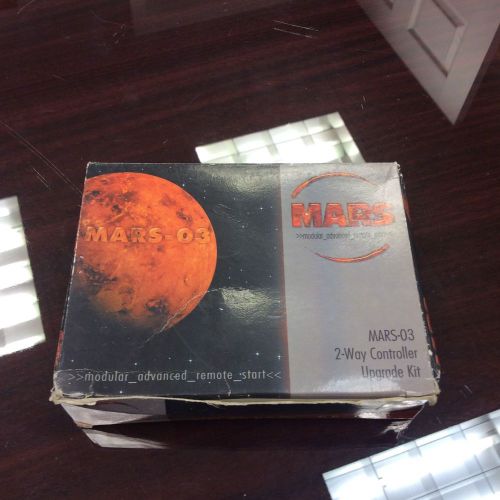 MARS-03
>>modular_advanced_remote_start<<
MARS
>>modular_advanced_remote_start<<
MARS-03
2-Way Controller
Upgrade Kit